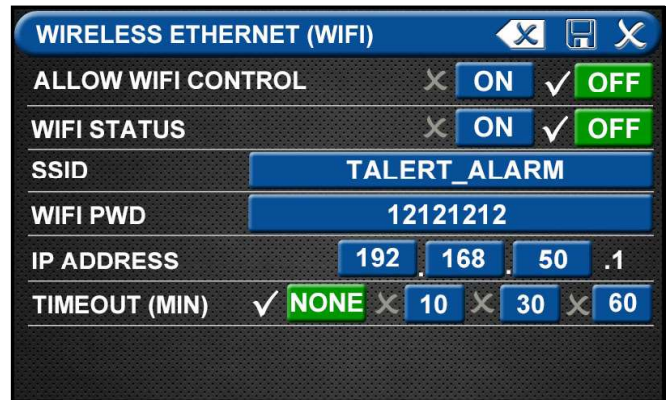 WIRELESS ETHERNET (WIFI)
ALLOW WIFI CONTROL ON OFF
WIFI STATUS ON OFF
SSID TALERT_ALARM
WIFI PWD 12121212
IP ADDRESS 192 . 168 . 50 .1
TIMEOUT (MIN) NONE 10 30 60